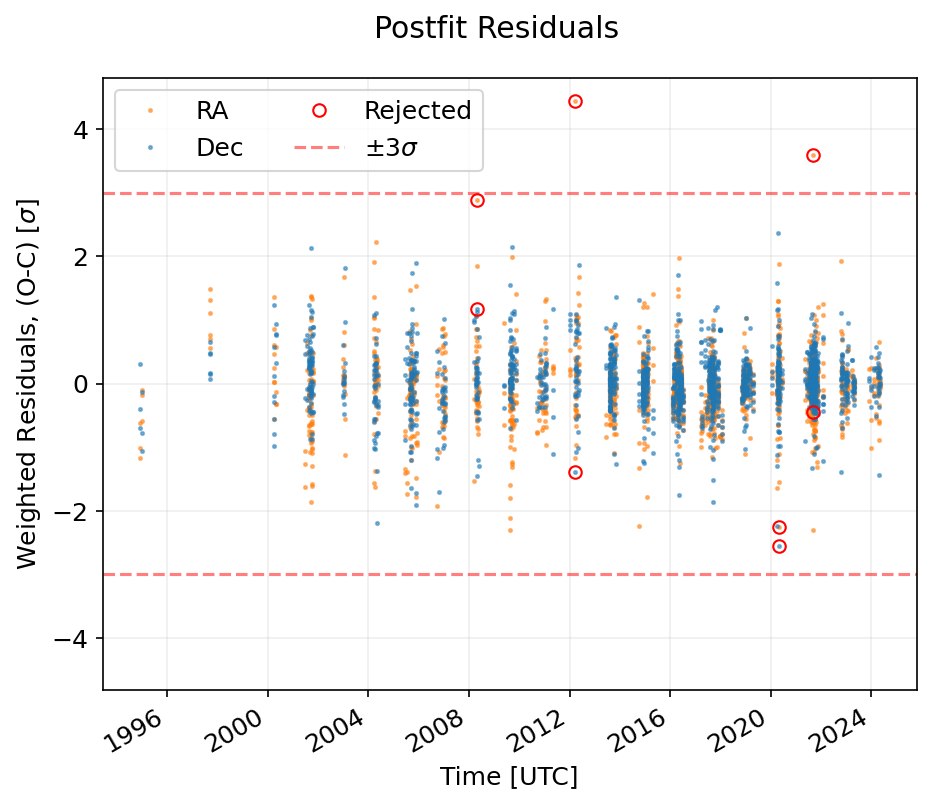 Postfit Residuals
RA
Dec
Rejected
±3σ
Weighted Residuals, (O-C) [σ]
4
2
0
−2
−4
1996
2000
2004
2008
2012
2016
2020
2024
Time [UTC]